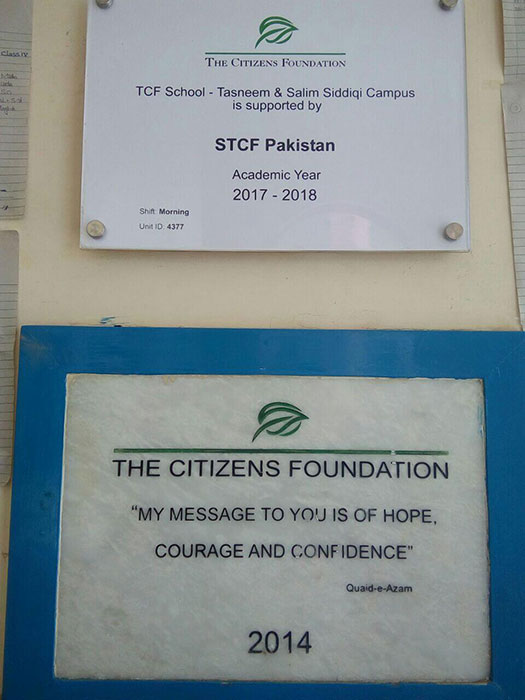 THE CITIZENS FOUNDATION
TCF School - Tasneem & Salim Siddiqi Campus
is supported by
STCF Pakistan
Academic Year
2017 - 2018
Shift: Morning
Unit ID: 4377
THE CITIZENS FOUNDATION
"MY MESSAGE TO YOU IS OF HOPE,
COURAGE AND CONFIDENCE"
Quaid-e-Azam
2014